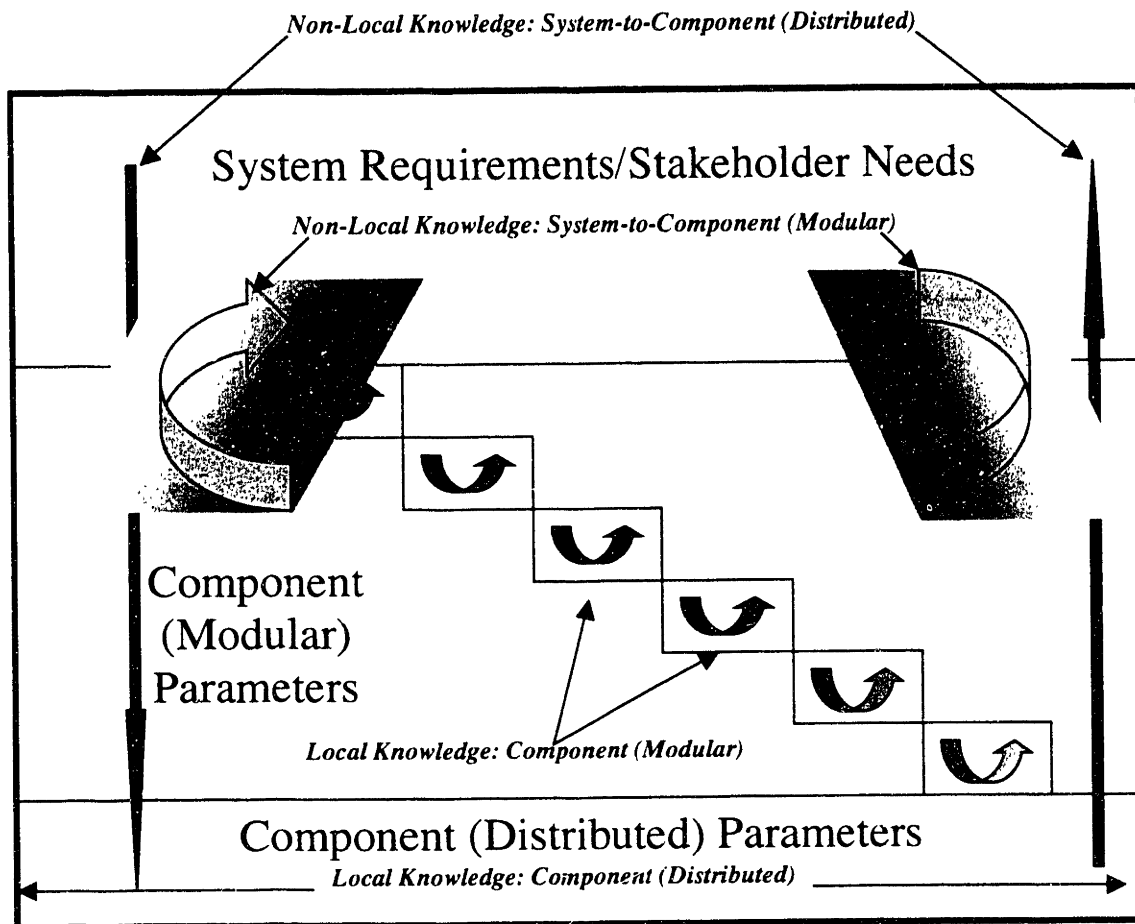 Non-Local Knowledge: System-to-Component (Distributed)
System Requirements/Stakeholder Needs
Non-Local Knowledge: System-to-Component (Modular)
Component
(Modular)
Parameters
Local Knowledge: Component (Modular)
Component (Distributed) Parameters
Local Knowledge: Component (Distributed)